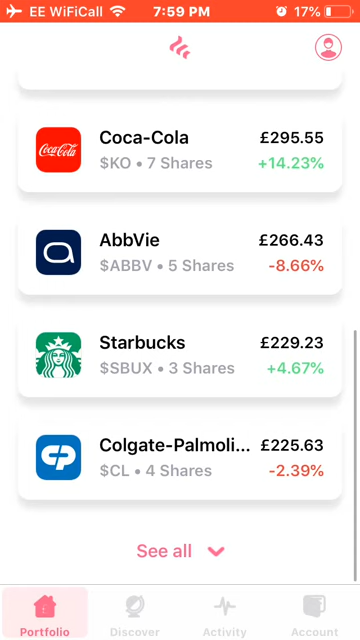 EE WiFiCall 7:59 PM 17%
Coca-Cola £295.55
Coca-Cola $KO • 7 Shares +14.23%
AbbVie £266.43
$ABBV • 5 Shares -8.66%
Starbucks £229.23
$SBUX • 3 Shares +4.67%
Colgate-Palmoli... £225.63
$CL • 4 Shares -2.39%
See all
Portfolio Discover Activity Account